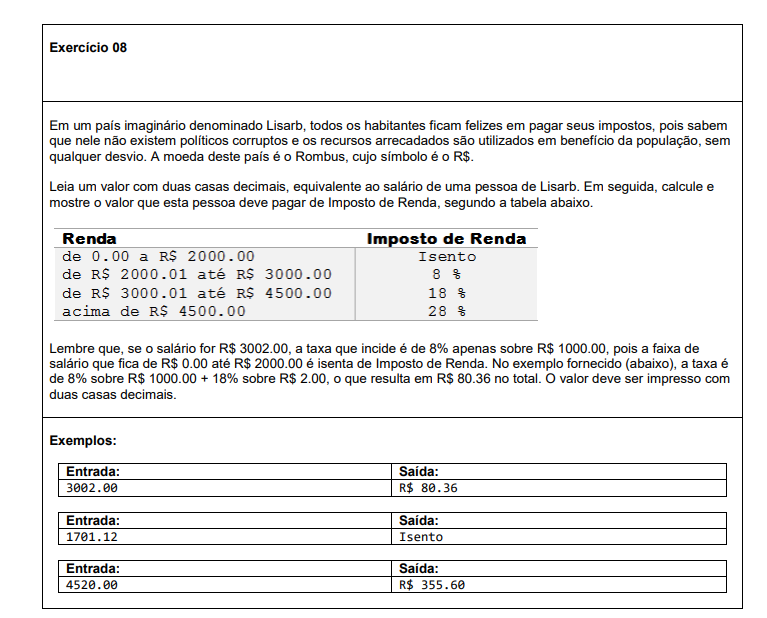 Exercício 08
Em um país imaginário denominado Lisarb, todos os habitantes ficam felizes em pagar seus impostos, pois sabem
que nele não existem políticos corruptos e os recursos arrecadados são utilizados em benefício da população, sem
qualquer desvio. A moeda deste país é o Rombus, cujo símbolo é o R$.
Leia um valor com duas casas decimais, equivalente ao salário de uma pessoa de Lisarb. Em seguida, calcule e
mostre o valor que esta pessoa deve pagar de Imposto de Renda, segundo a tabela abaixo.
Renda Imposto de Renda
de 0.00 a R$ 2000.00 Isento
de R$ 2000.01 até R$ 3000.00 8 %
de R$ 3000.01 até R$ 4500.00 18 %
acima de R$ 4500.00 28 %
Lembre que, se o salário for R$ 3002.00, a taxa que incide é de 8% apenas sobre R$ 1000.00, pois a faixa de
salário que fica de R$ 0.00 até R$ 2000.00 é isenta de Imposto de Renda. No exemplo fornecido (abaixo), a taxa é
de 8% sobre R$ 1000.00 + 18% sobre R$ 2.00, o que resulta em R$ 80.36 no total. O valor deve ser impresso com
duas casas decimais.
Exemplos:
Entrada: Saída:
3002.00 R$ 80.36
Entrada: Saída:
1701.12 Isento
Entrada: Saída:
4520.00 R$ 355.60